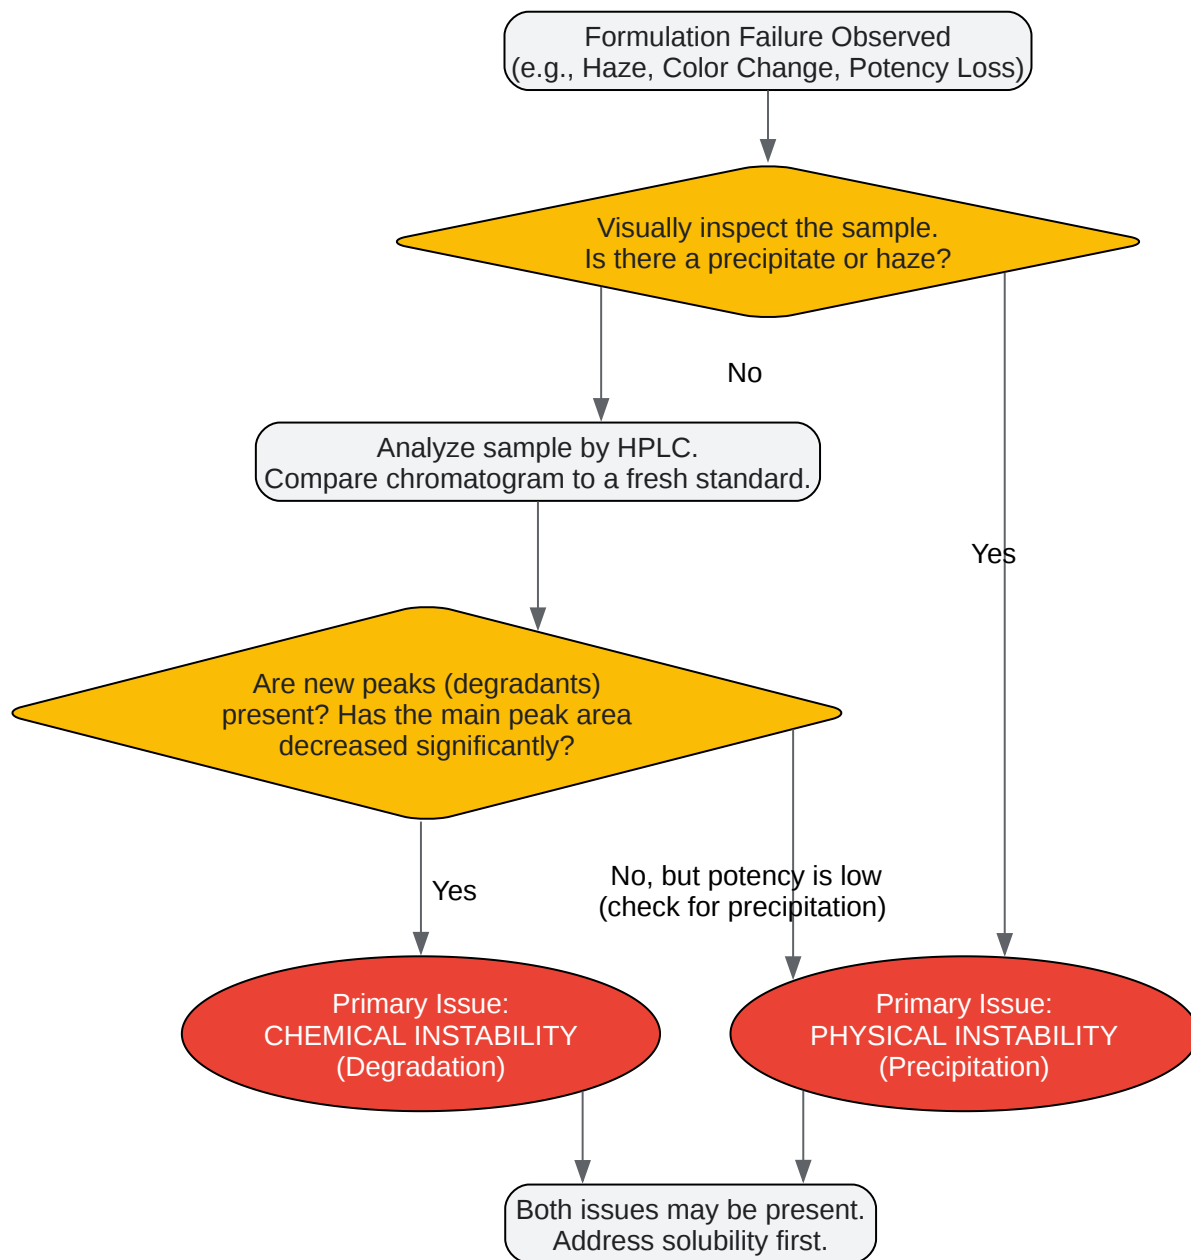 Formulation Failure Observed
(e.g., Haze, Color Change, Potency Loss)
Visually inspect the sample.
Is there a precipitate or haze?
No
Analyze sample by HPLC.
Compare chromatogram to a fresh standard.
Yes
Are new peaks (degradants)
present? Has the main peak area
decreased significantly?
Yes
No, but potency is low
(check for precipitation)
Primary Issue:
CHEMICAL INSTABILITY
(Degradation)
Primary Issue:
PHYSICAL INSTABILITY
(Precipitation)
Both issues may be present.
Address solubility first.